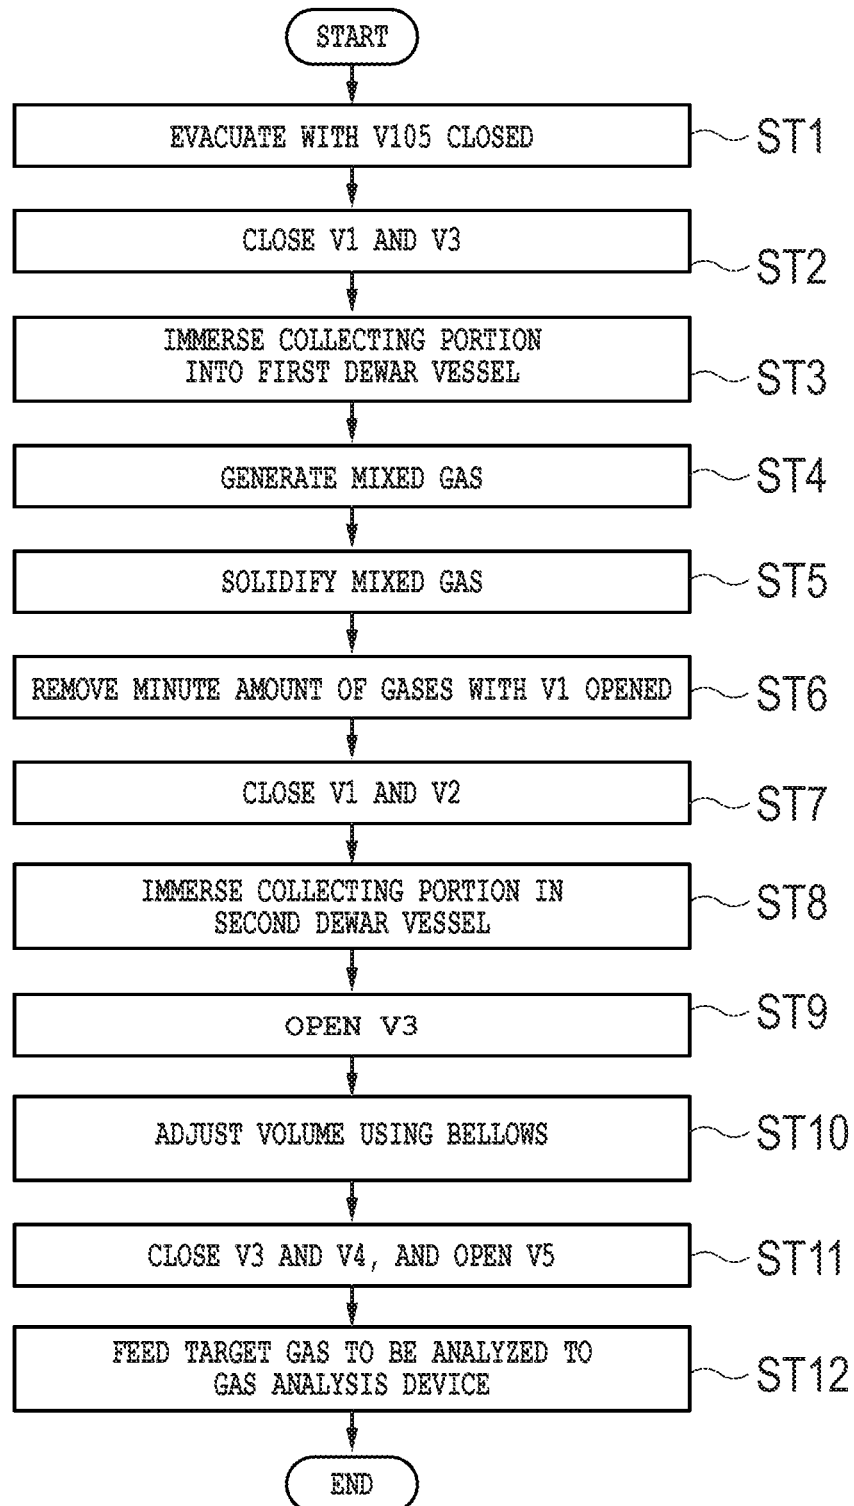 START
EVACUATE WITH V105 CLOSED
ST1
CLOSE V1 AND V3
ST2
IMMERSE COLLECTING PORTION
INTO FIRST DEWAR VESSEL
ST3
GENERATE MIXED GAS
ST4
SOLIDIFY MIXED GAS
ST5
REMOVE MINUTE AMOUNT OF GASES WITH V1 OPENED
ST6
CLOSE V1 AND V2
ST7
IMMERSE COLLECTING PORTION IN
SECOND DEWAR VESSEL
ST8
OPEN V3
ST9
ADJUST VOLUME USING BELLOWS
ST10
CLOSE V3 AND V4, AND OPEN V5
ST11
FEED TARGET GAS TO BE ANALYZED TO
GAS ANALYSIS DEVICE
ST12
END